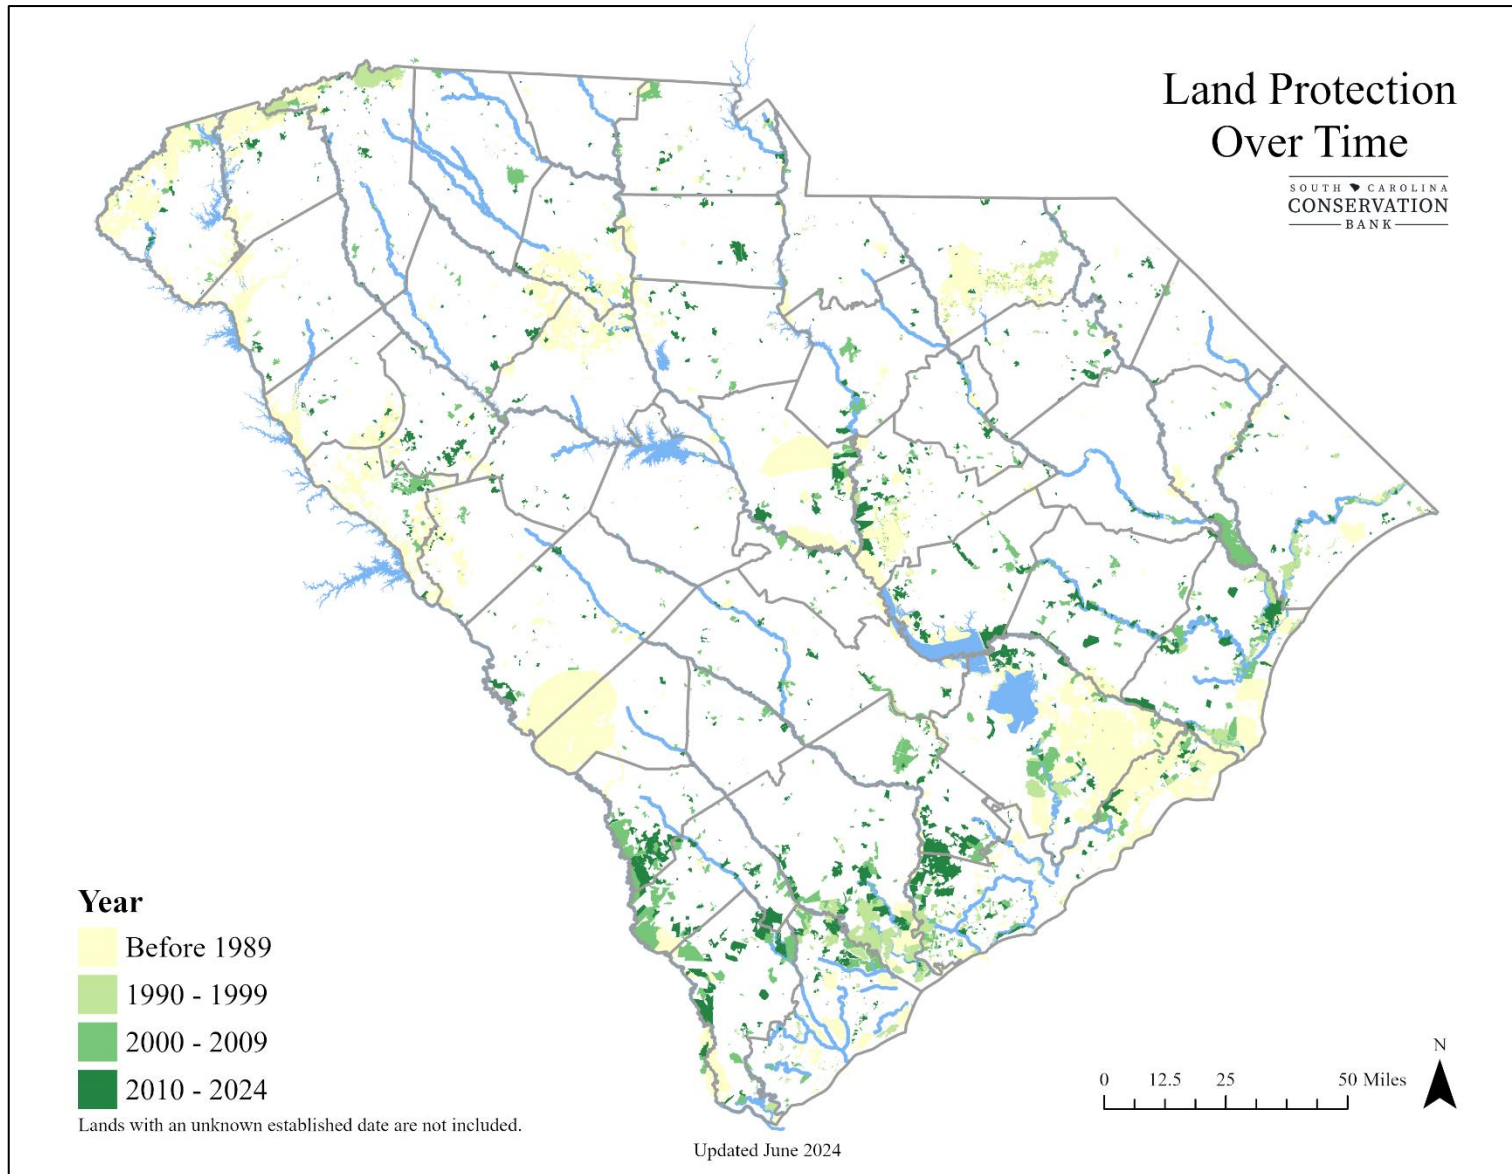 Land Protection
Over Time
SOUTH CAROLINA
CONSERVATION
BANK
Year
Before 1989
1990 - 1999
2000 - 2009
2010 - 2024
Lands with an unknown established date are not included.
Updated June 2024
0 12.5 25 50 Miles
N